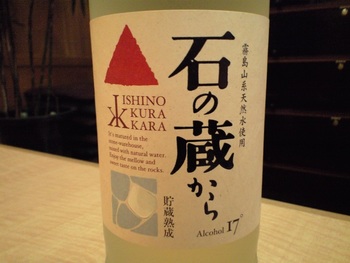 石の蔵から
霧島山系天然水使用
ISHINO
KURA
KARA
It's matured in the
stone warehouse,
mixed with natural water.
Enjoy the mellow and
sweet taste on the rocks.
貯蔵熟成
Alcohol 17°